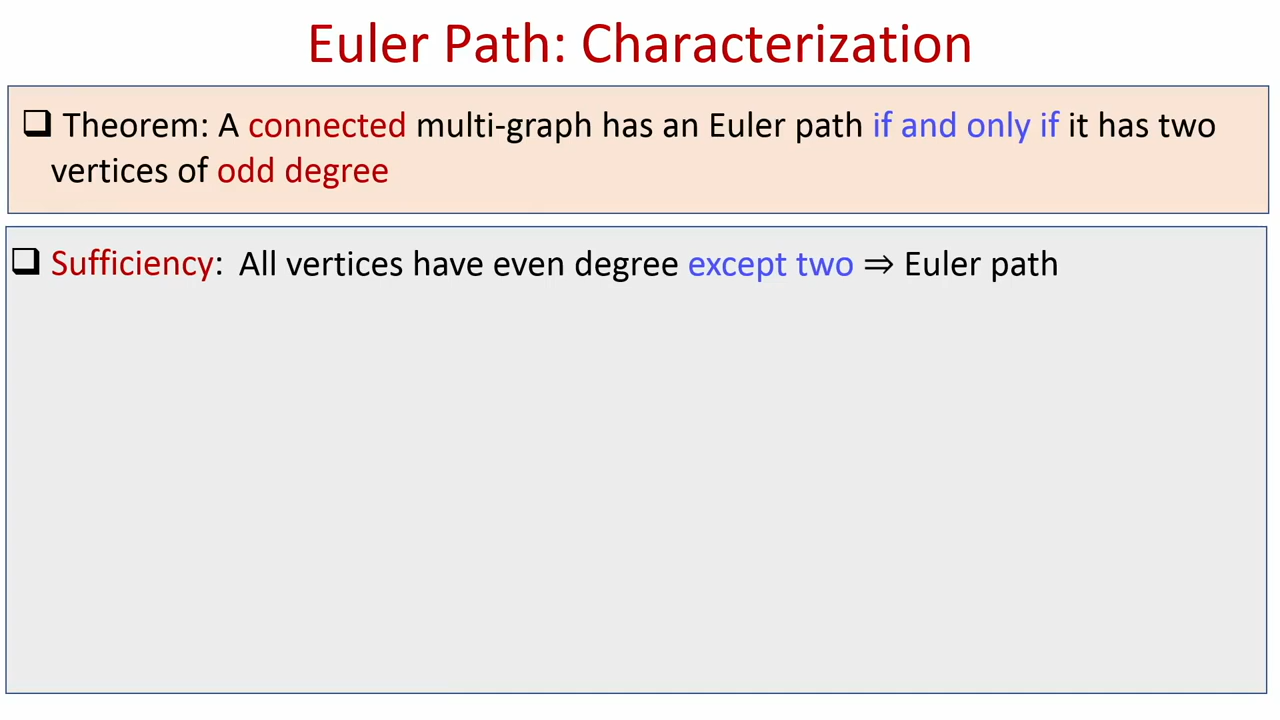 Euler Path: Characterization
❑ Theorem: A connected multi-graph has an Euler path if and only if it has two
vertices of odd degree
❑ Sufficiency: All vertices have even degree except two ⇒ Euler path